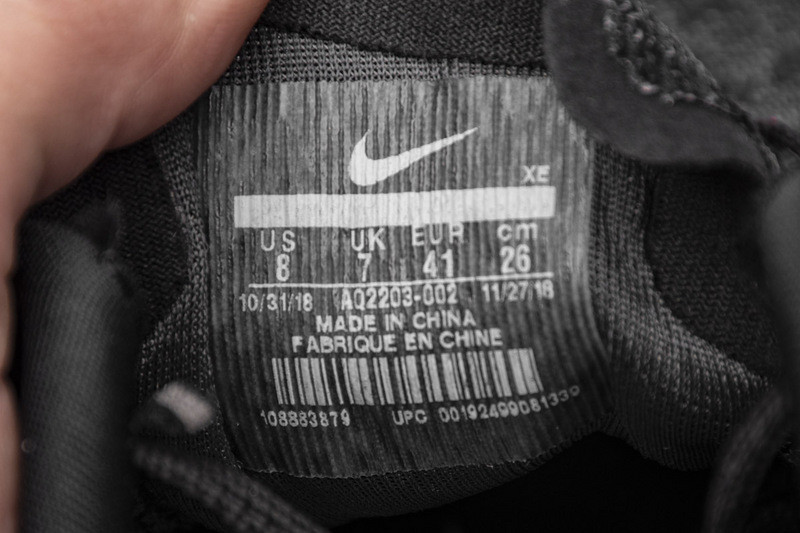 XE
US UK EUR cm
8 7 41 26
10/31/18 AQ2203-002 11/27/18
MADE IN CHINA
FABRIQUE EN CHINE
108883879 UPC 00192499081339